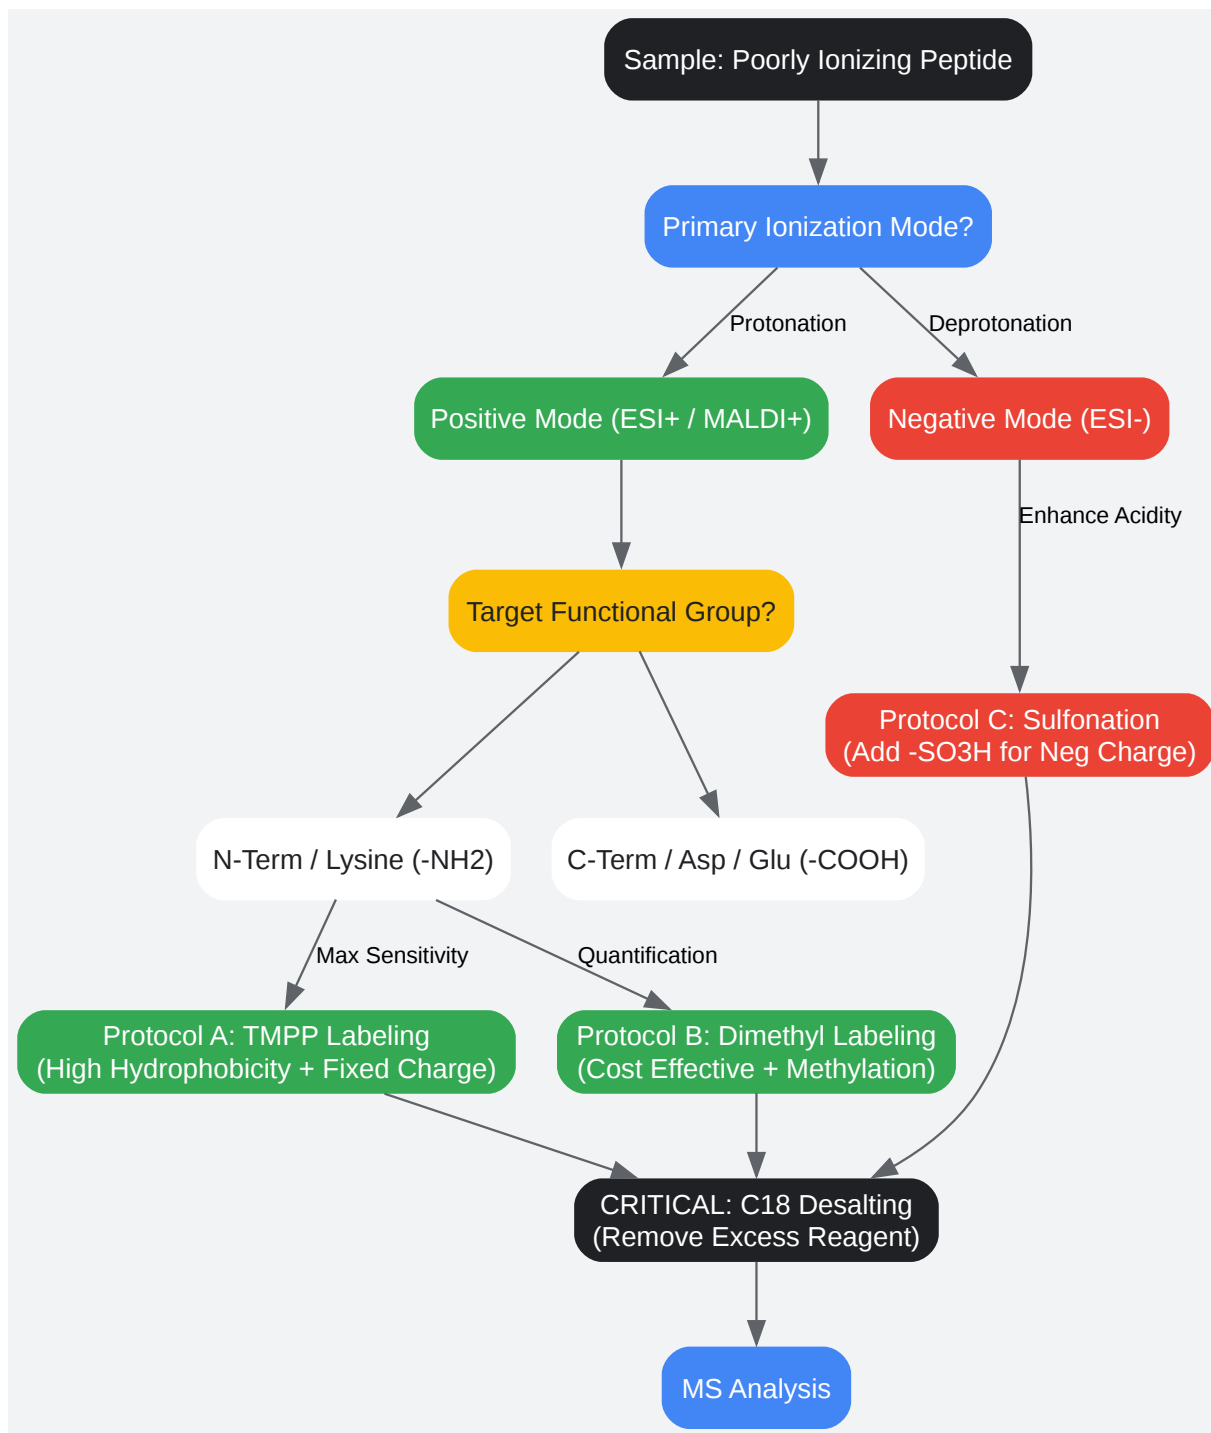 Sample: Poorly Ionizing Peptide
Primary Ionization Mode?
Protonation
Deprotonation
Positive Mode (ESI+ / MALDI+)
Negative Mode (ESI-)
Enhance Acidity
Target Functional Group?
Protocol C: Sulfonation
(Add -SO3H for Neg Charge)
N-Term / Lysine (-NH2)
C-Term / Asp / Glu (-COOH)
Max Sensitivity
Quantification
Protocol A: TMPP Labeling
(High Hydrophobicity + Fixed Charge)
Protocol B: Dimethyl Labeling
(Cost Effective + Methylation)
CRITICAL: C18 Desalting
(Remove Excess Reagent)
MS Analysis